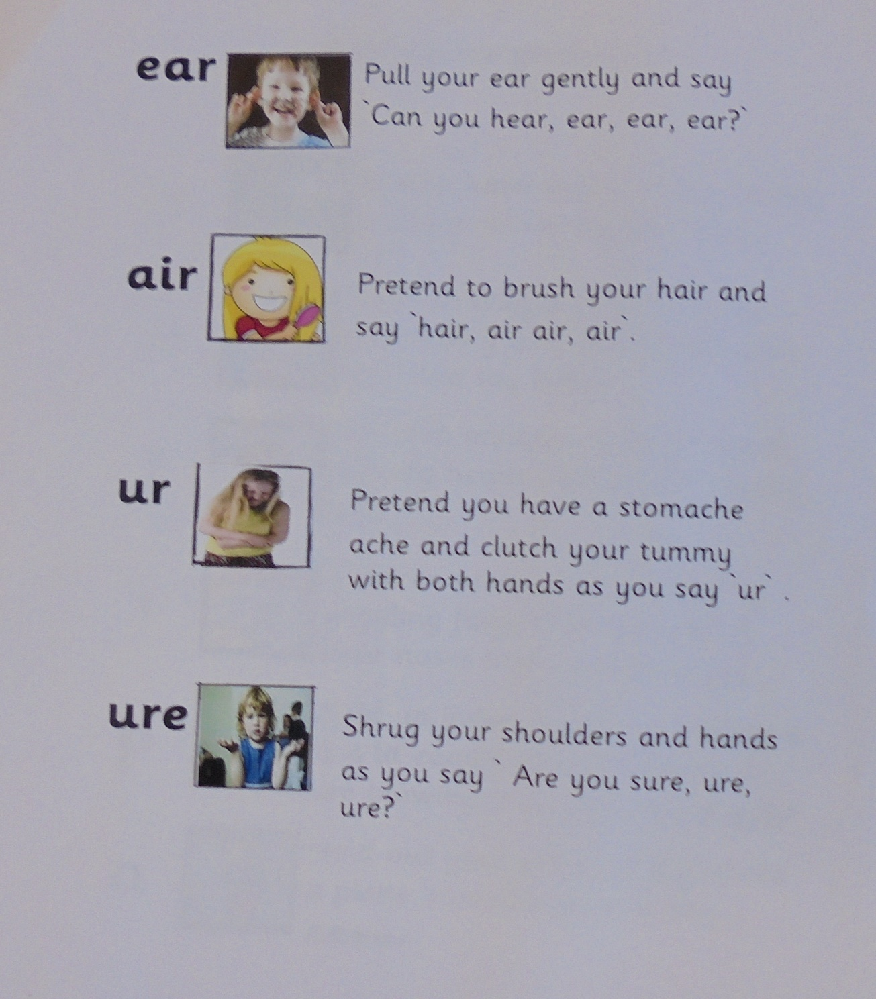 ear
Pull your ear gently and say
`Can you hear, ear, ear, ear?`
air
Pretend to brush your hair and
say `hair, air air, air`.
ur
Pretend you have a stomache
ache and clutch your tummy
with both hands as you say `ur` .
ure
Shrug your shoulders and hands
as you say ` Are you sure, ure,
ure?`